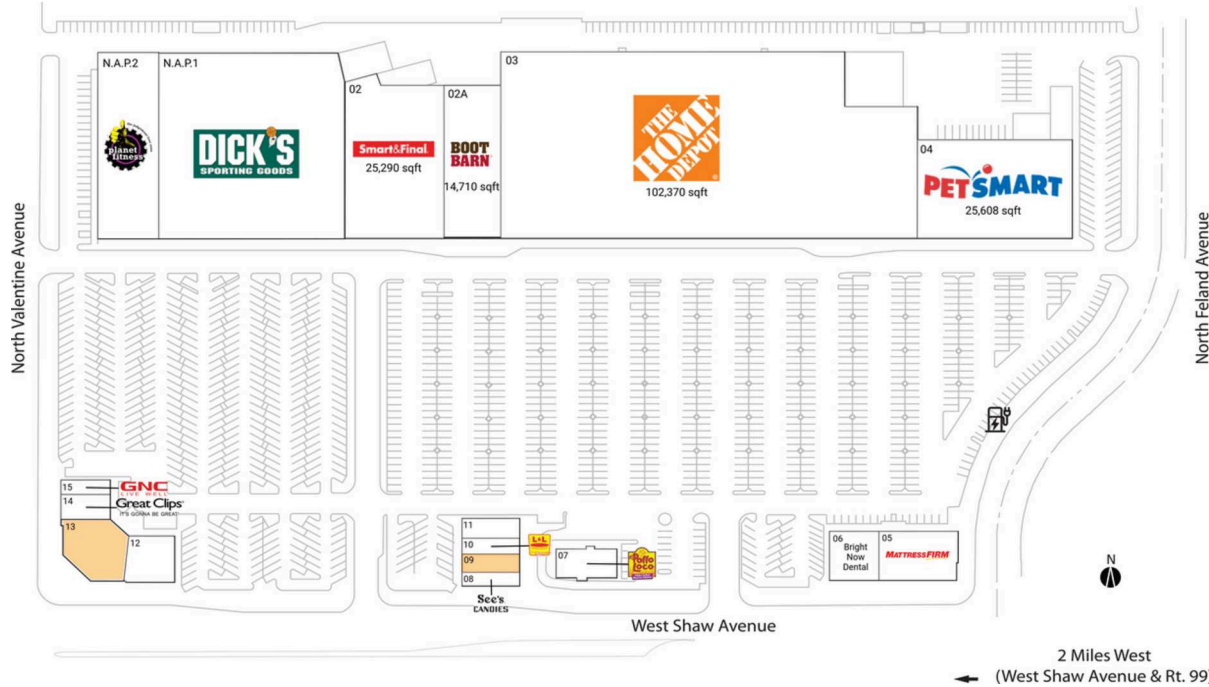 N.A.P.2
N.A.P.1
planet
fitness
DICK'S
SPORTING GOODS
02
Smart&Final.
25,290 sqft
02A
BOOT
BARN
14,710 sqft
03
THE
HOME
DEPOT
102,370 sqft
04
PETSMART
25,608 sqft
North Valentine Avenue
North Feland Avenue
15
GNC
LIVE WELL
14
Great Clips
IT'S GONNA BE GREAT
13
12
11
10
L&L
09
08
See's
CANDIES
07
El
Pollo
Loco
06
Bright
Now
Dental
05
MATTRESSFIRM
N
West Shaw Avenue
2 Miles West
(West Shaw Avenue & Rt. 99)